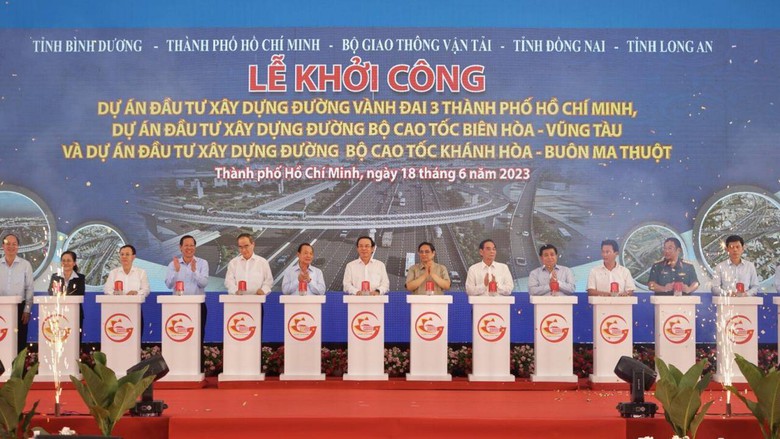 TỈNH BÌNH DƯƠNG - THÀNH PHỐ HỒ CHÍ MINH - BỘ GIAO THÔNG VẬN TẢI - TỈNH ĐỒNG NAI - TỈNH LONG AN
LỄ KHỞI CÔNG
DỰ ÁN ĐẦU TƯ XÂY DỰNG ĐƯỜNG VÀNH ĐAI 3 THÀNH PHỐ HỒ CHÍ MINH,
DỰ ÁN ĐẦU TƯ XÂY DỰNG ĐƯỜNG BỘ CAO TỐC BIÊN HÒA - VŨNG TÀU
VÀ DỰ ÁN ĐẦU TƯ XÂY DỰNG ĐƯỜNG BỘ CAO TỐC KHÁNH HÒA - BUÔN MA THUỘT
Thành phố Hồ Chí Minh, ngày 18 tháng 6 năm 2023